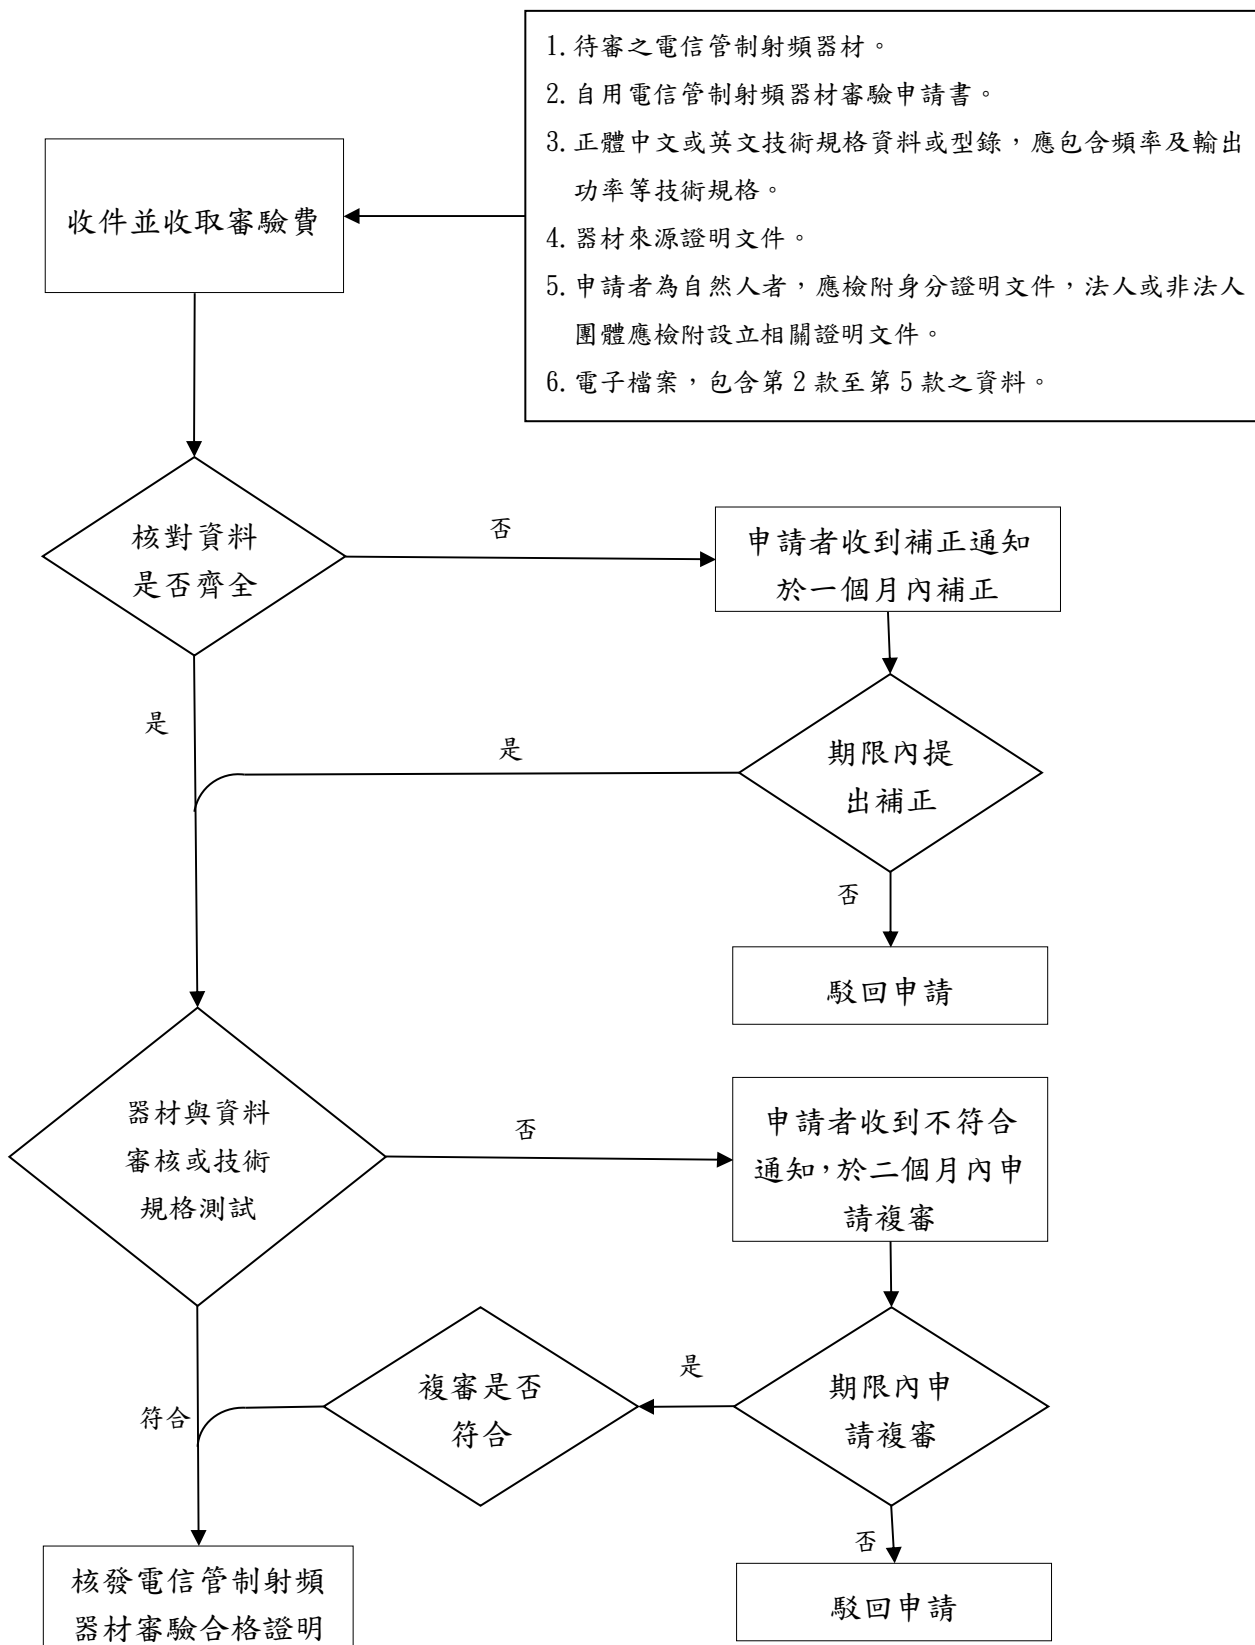 1. 待審之電信管制射頻器材。
2. 自用電信管制射頻器材審驗申請書。
3. 正體中文或英文技術規格資料或型錄，應包含頻率及輸出
功率等技術規格。
4. 器材來源證明文件。
5. 申請者為自然人者，應檢附身分證明文件，法人或非法人
團體應檢附設立相關證明文件。
6. 電子檔案，包含第 2 款至第 5 款之資料。
收件並收取審驗費
核對資料
是否齊全
否
申請者收到補正通知
於一個月內補正
是
是
期限內提
出補正
否
駁回申請
器材與資料
審核或技術
規格測試
否
申請者收到不符合
通知，於二個月內申
請複審
符合
複審是否
符合
是
期限內申
請複審
否
核發電信管制射頻
器材審驗合格證明
駁回申請